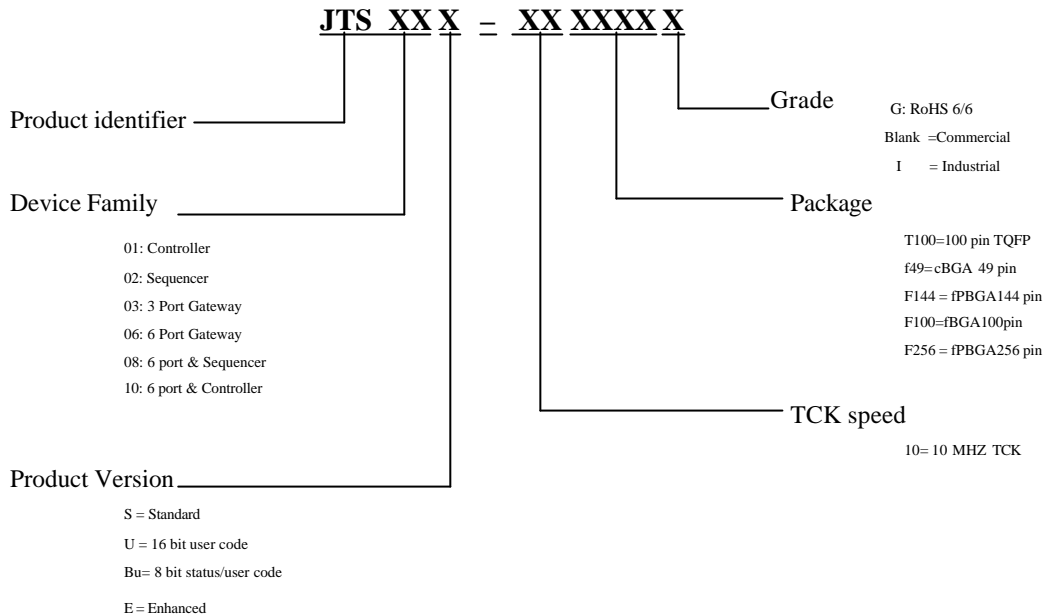 JTS XX X – XX XXXX X
Product identifier
Grade
G: RoHS 6/6
Blank =Commercial
I = Industrial
Device Family
01: Controller
02: Sequencer
03: 3 Port Gateway
06: 6 Port Gateway
08: 6 port & Sequencer
10: 6 port & Controller
Package
T100=100 pin TQFP
f49=cBGA 49 pin
F144 = fPBGA144 pin
F100=fBGA100pin
F256 = fPBGA256 pin
TCK speed
10= 10 MHZ TCK
Product Version
S = Standard
U = 16 bit user code
Bu= 8 bit status/user code
E = Enhanced